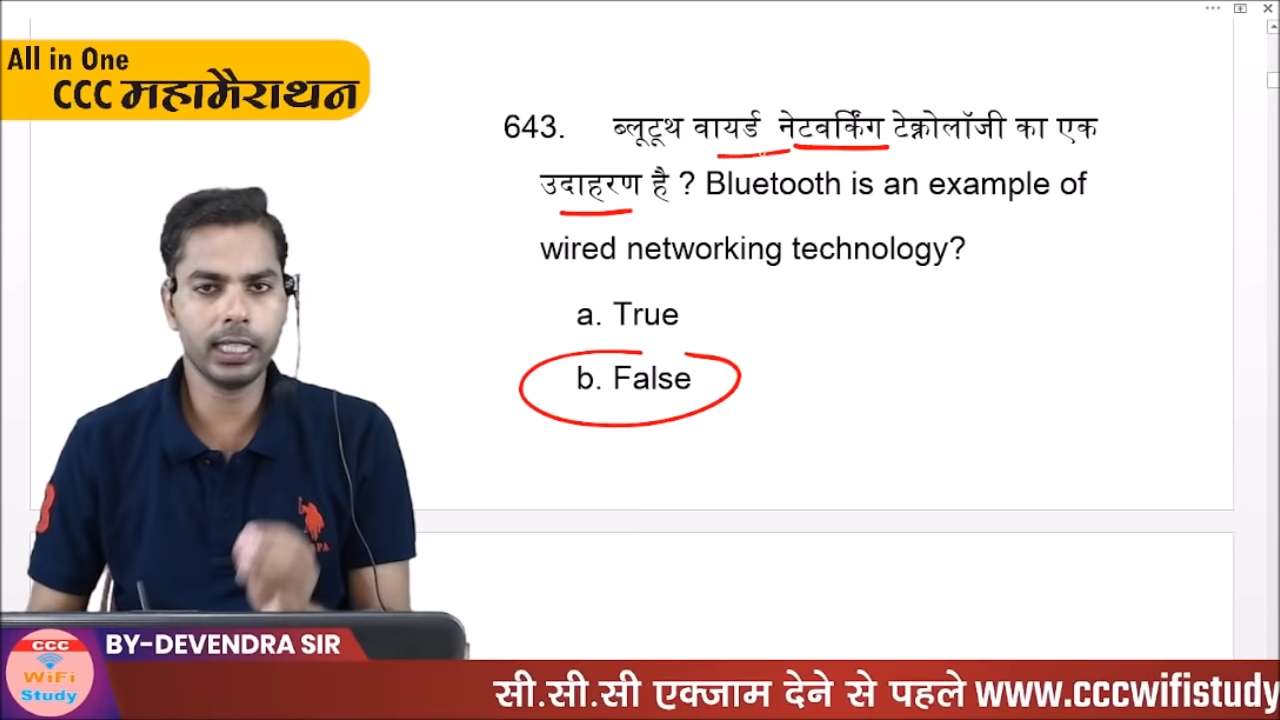 All in One
CCC महामैराथन
643. ब्लूटूथ वायर्ड नेटवर्किंग टेक्नोलॉजी का एक
उदाहरण है ? Bluetooth is an example of
wired networking technology?
a. True
b. False
BY-DEVENDRA SIR
CCC
WiFi
Study
सी.सी.सी एक्जाम देने से पहले www.cccwifistudy